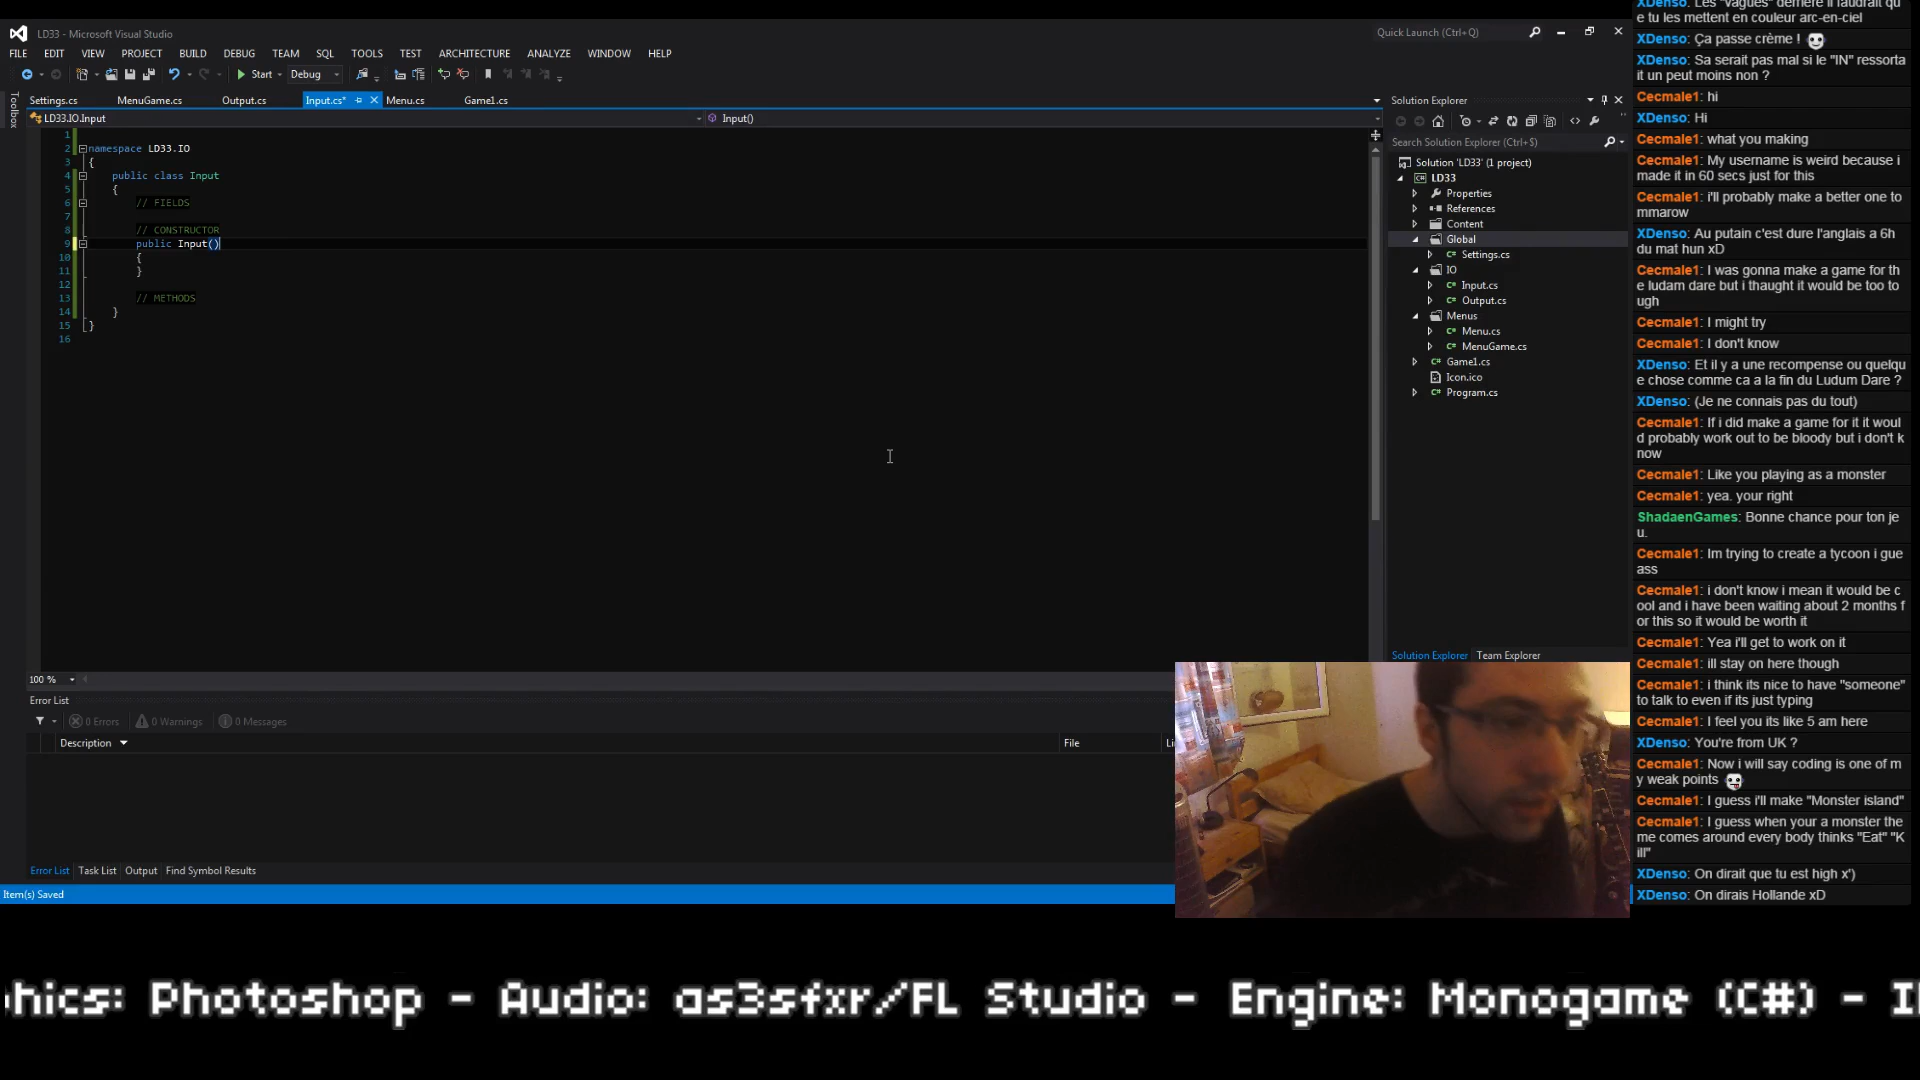 LD33 - Microsoft Visual Studio
Quick Launch (Ctrl+Q)
FILE EDIT VIEW PROJECT BUILD DEBUG TEAM SQL TOOLS TEST ARCHITECTURE ANALYZE WINDOW HELP
Start Debug
Toolbox
Settings.cs MenuGame.cs Output.cs Input.cs* Menu.cs Game1.cs
LD33.IO.Input Input()
1
2 namespace LD33.IO
3 {
4 public class Input
5 {
6 // FIELDS
7
8 // CONSTRUCTOR
9 public Input()
10 {
11 }
12
13 // METHODS
14 }
15 }
16
100 %
Error List
0 Errors 0 Warnings 0 Messages
Description File
Error List Task List Output Find Symbol Results
Item(s) Saved
Solution Explorer
Search Solution Explorer (Ctrl+$)
Solution 'LD33' (1 project)
LD33
Properties
References
Content
Global
Settings.cs
IO
Input.cs
Output.cs
Menus
Menu.cs
MenuGame.cs
Game1.cs
Icon.ico
Program.cs
Solution Explorer Team Explorer
XDenso: Les "vagues" derriere il faudrait qu
e tu les mettent en couleur arc-en-ciel
XDenso: Ça passe crème !
XDenso: Sa serait pas mal si le "IN" ressorta
it un peut moins non ?
Cecmale1: hi
XDenso: Hi
Cecmale1: what you making
Cecmale1: My username is weird because i
made it in 60 secs just for this
Cecmale1: i'll probably make a better one to
mmarow
XDenso: Au putain c'est dure l'anglais a 6h
du mat hun xD
Cecmale1: I was gonna make a game for th
e ludam dare but i thaught it would be too to
ugh
Cecmale1: I might try
Cecmale1: I don't know
XDenso: Et il y a une recompense ou quelqu
e chose comme ca a la fin du Ludum Dare ?
XDenso: (Je ne connais pas du tout)
Cecmale1: If i did make a game for it it woul
d probably work out to be bloody but i don't k
now
Cecmale1: Like you playing as a monster
Cecmale1: yea. your right
ShadaenGames: Bonne chance pour ton je
u.
Cecmale1: Im trying to create a tycoon i gue
ass
Cecmale1: i don't know i mean it would be c
ool and i have been waiting about 2 months f
or this so it would be worth it
Cecmale1: Yea i'll get to work on it
Cecmale1: ill stay on here though
Cecmale1: i think its nice to have "someone"
to talk to even if its just typing
Cecmale1: I feel you its like 5 am here
XDenso: You're from UK ?
Cecmale1: Now i will say coding is one of m
y weak points
Cecmale1: I guess i'll make "Monster island"
Cecmale1: I guess when your a monster the
me comes around every body thinks "Eat" "K
ill"
XDenso: On dirait que tu est high x')
XDenso: On dirais Hollande xD
hics: Photoshop - Audio: as3sfxr/FL Studio - Engine: Monogame (C#) -